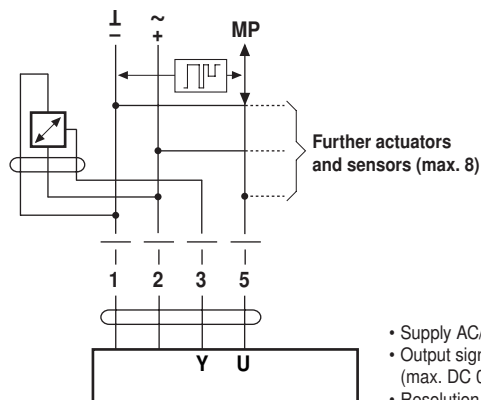 ⊥ ~
– + MP
Further actuators
and sensors (max. 8)
1 2 3 5
Y U
• Supply AC/
• Output sign
(max. DC 0
• Resolution